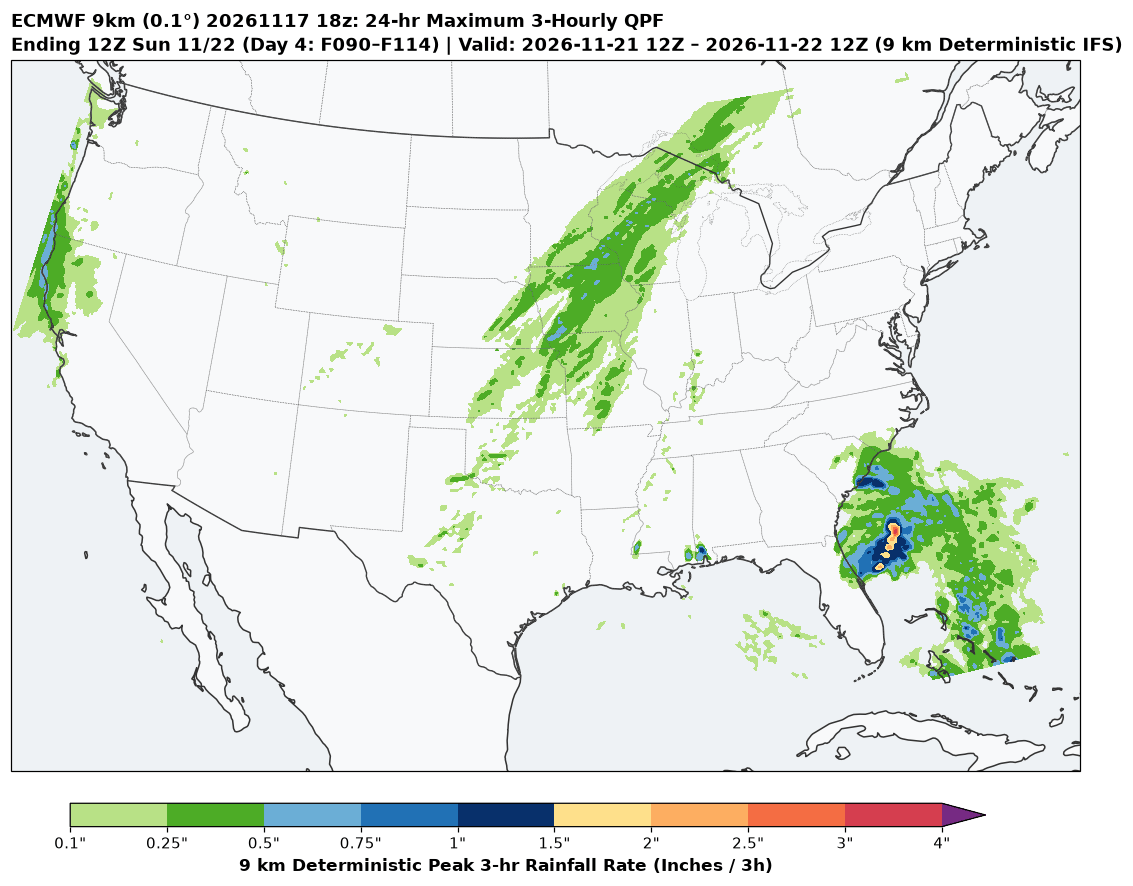 ECMWF 9km (0.1°) 20261117 18z: 24-hr Maximum 3-Hourly QPF
Ending 12Z Sun 11/22 (Day 4: F090–F114) | Valid: 2026-11-21 12Z – 2026-11-22 12Z (9 km Deterministic IFS)
0.1" 0.25" 0.5" 0.75" 1" 1.5" 2" 2.5" 3" 4"
9 km Deterministic Peak 3-hr Rainfall Rate (Inches / 3h)